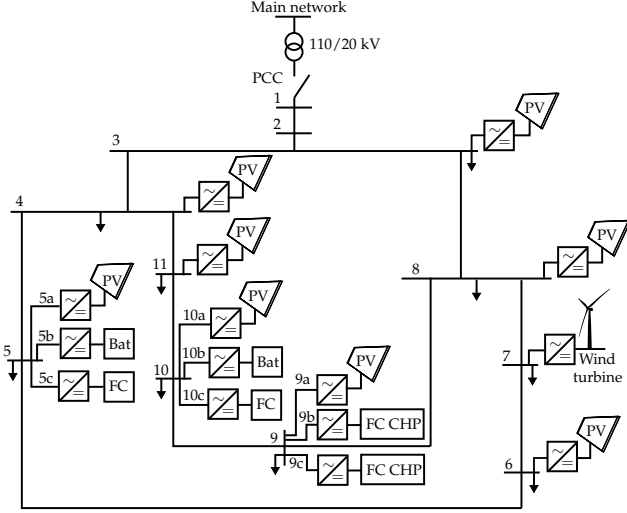 Main network
110/20 kV
PCC
1
2
3
PV
4
PV
11
PV
8
PV
5a
PV
10a
PV
5b
Bat
5
10b
Bat
10
5c
FC
10c
FC
7
Wind
turbine
9a
PV
9b
FC CHP
9
9c
FC CHP
PV
6